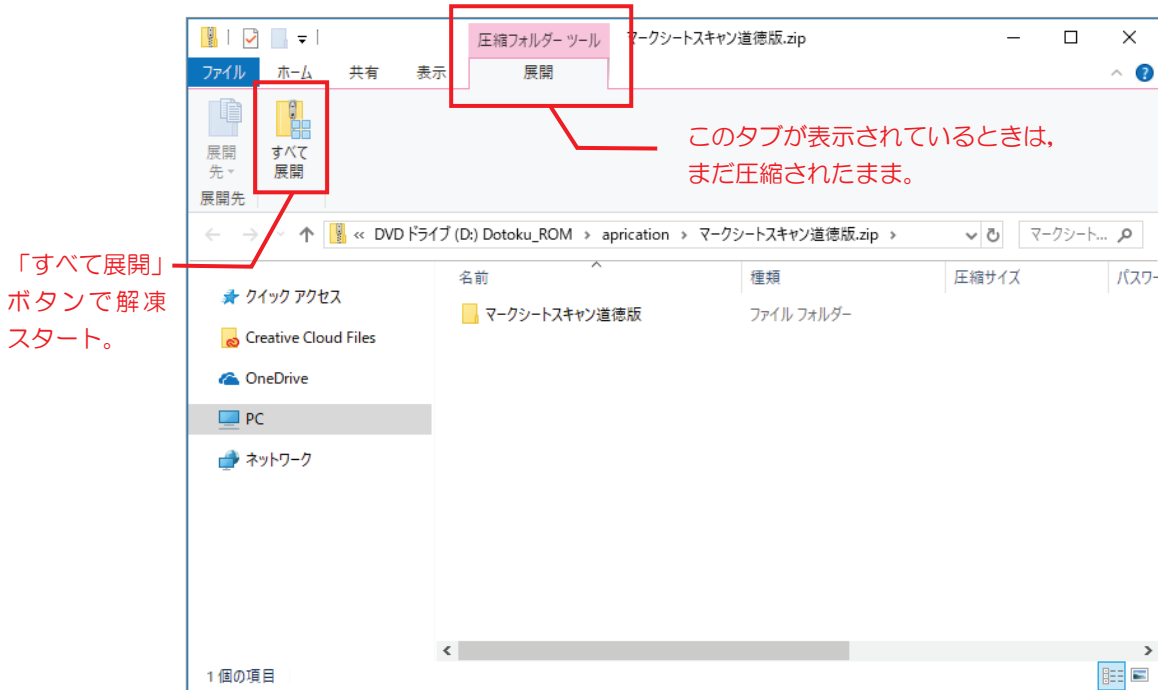 圧縮フォルダー ツール
マークシートスキャン道徳版.zip
ファイル
ホーム
共有
表示
展開
展開
先
すべて
展開
展開先
このタブが表示されているときは,
まだ圧縮されたまま。
« DVD ドライブ (D:) Dotoku_ROM › aprication › マークシートスキャン道徳版.zip ›
マークシート...
「すべて展開」
ボタンで解凍
スタート。
名前
種類
圧縮サイズ
パスワー
クイック アクセス
マークシートスキャン道徳版
ファイル フォルダー
Creative Cloud Files
OneDrive
PC
ネットワーク
1 個の項目